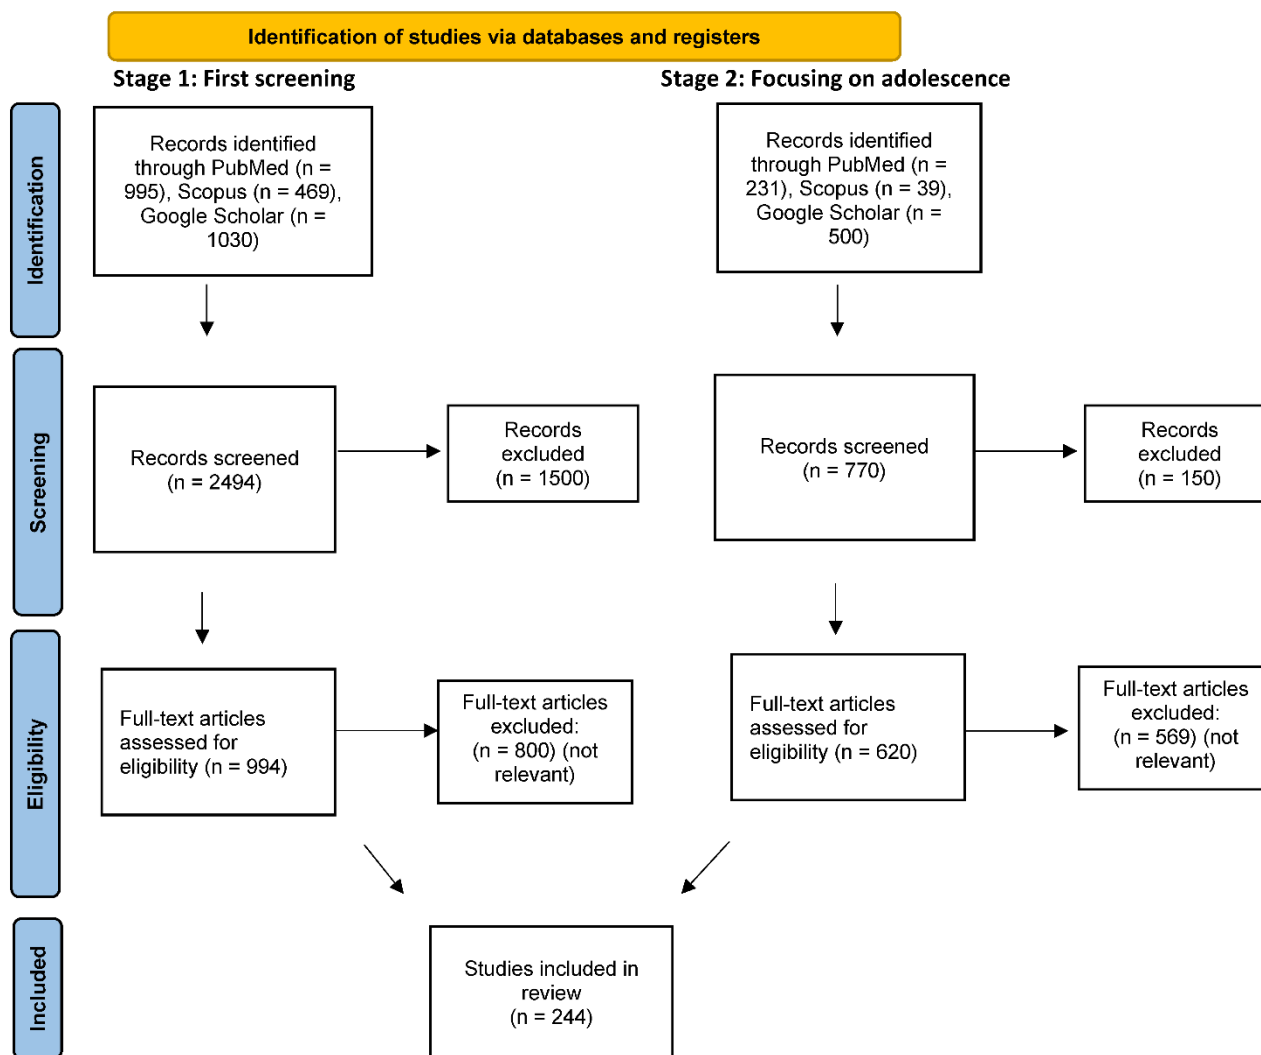 Identification of studies via databases and registers
Stage 1: First screening
Stage 2: Focusing on adolescence
Identification
Records identified
through PubMed (n =
995), Scopus (n = 469),
Google Scholar (n =
1030)
Records identified
through PubMed (n =
231), Scopus (n = 39),
Google Scholar (n =
500)
Screening
Records screened
(n = 2494)
Records
excluded
(n = 1500)
Records screened
(n = 770)
Records
excluded
(n = 150)
Eligibility
Full-text articles
assessed for
eligibility (n = 994)
Full-text articles
excluded:
(n = 800) (not
relevant)
Full-text articles
assessed for
eligibility (n = 620)
Full-text articles
excluded:
(n = 569) (not
relevant)
Included
Studies included in
review
(n = 244)